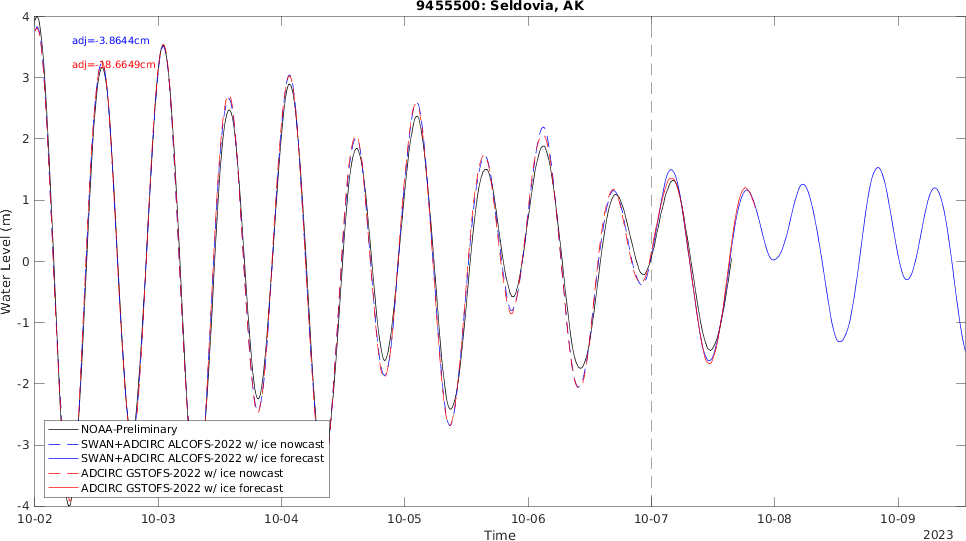 9455500: Seldovia, AK
adj=-3.8644cm
adj=-18.6649cm
Water Level (m)
4
3
2
1
0
-1
-2
-3
-4
NOAA-Preliminary
SWAN+ADCIRC ALCOFS-2022 w/ ice nowcast
SWAN+ADCIRC ALCOFS-2022 w/ ice forecast
ADCIRC GSTOFS-2022 w/ ice nowcast
ADCIRC GSTOFS-2022 w/ ice forecast
10-02 10-03 10-04 10-05 10-06 10-07 10-08 10-09
Time
2023